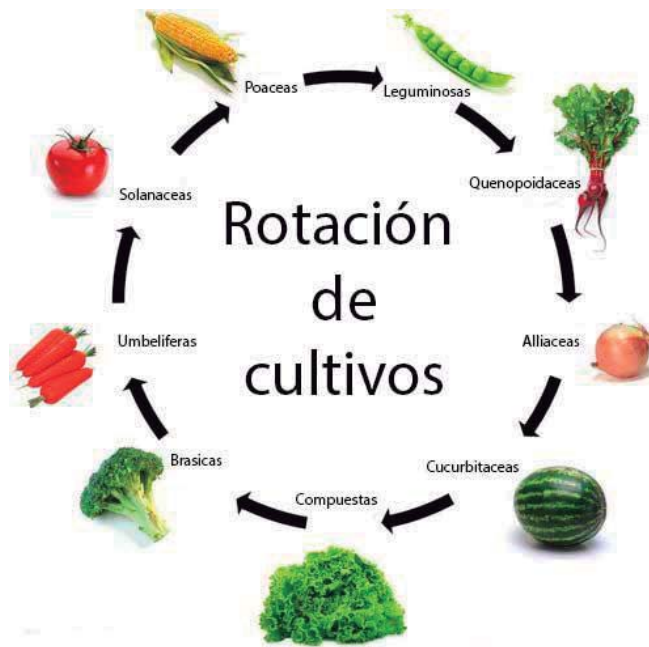 Poaceas
Leguminosas
Solanaceas
Quenopoidaceas
Rotación
de
cultivos
Umbeliferas
Alliaceas
Brasicas
Cucurbitaceas
Compuestas